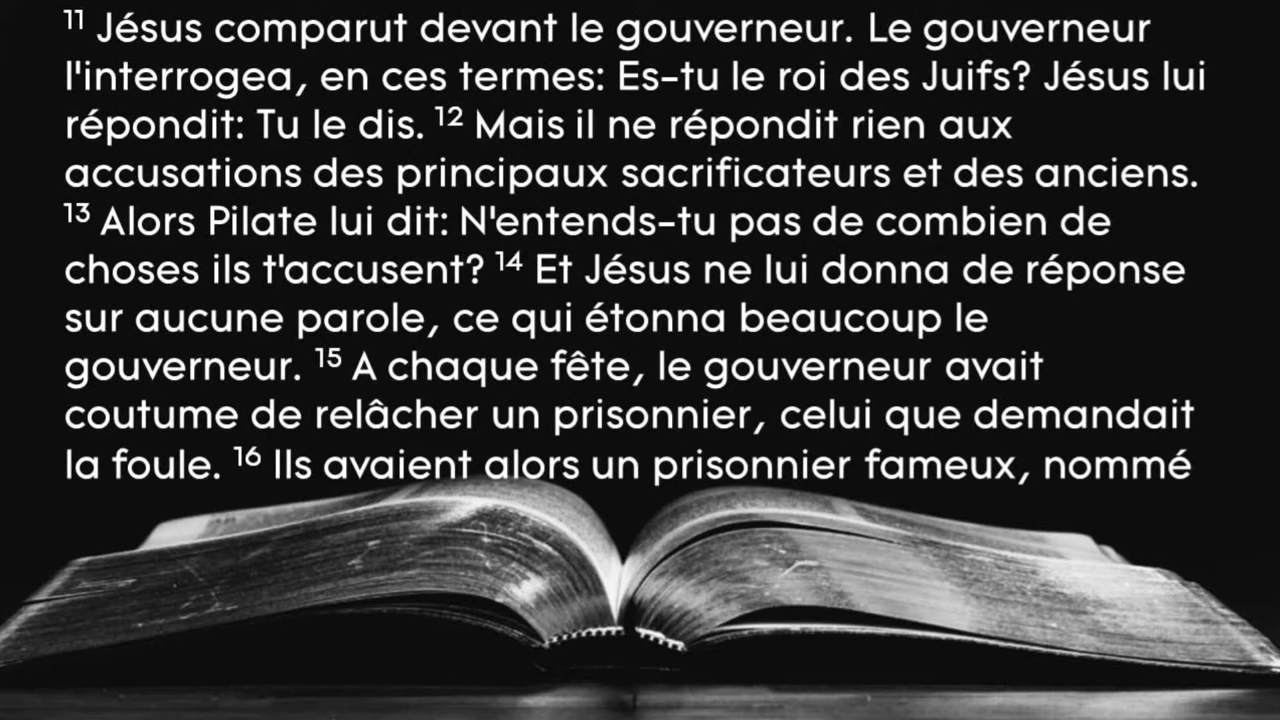 ¹¹ Jésus comparut devant le gouverneur. Le gouverneur
l'interrogea, en ces termes: Es-tu le roi des Juifs? Jésus lui
répondit: Tu le dis. ¹² Mais il ne répondit rien aux
accusations des principaux sacrificateurs et des anciens.
¹³ Alors Pilate lui dit: N'entends-tu pas de combien de
choses ils t'accusent? ¹⁴ Et Jésus ne lui donna de réponse
sur aucune parole, ce qui étonna beaucoup le
gouverneur. ¹⁵ A chaque fête, le gouverneur avait
coutume de relâcher un prisonnier, celui que demandait
la foule. ¹⁶ Ils avaient alors un prisonnier fameux, nommé